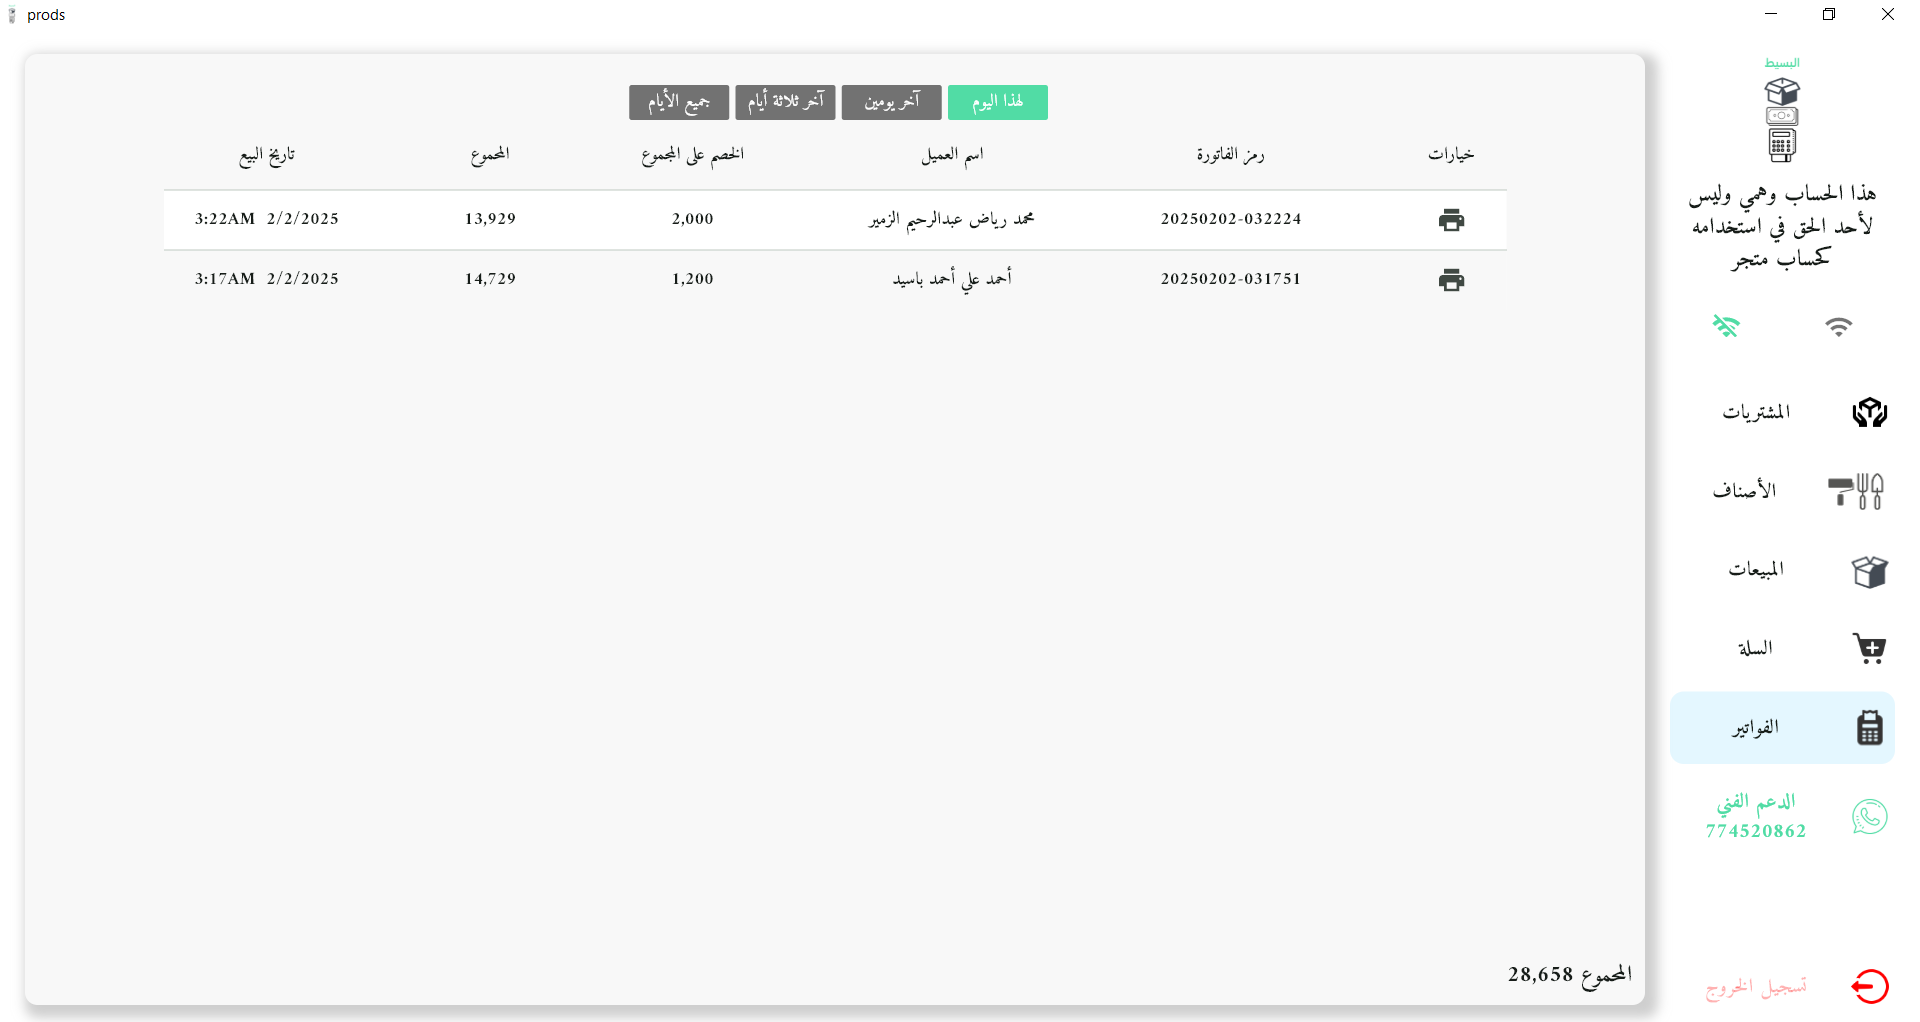 prods
البسيط
هذا الحساب وهمي وليس
لأحد الحق في استخدامه
كحساب متجر
المشتريات
الأصناف
المبيعات
السلة
الفواتير
الدعم الفني
774520862
تسجيل الخروج
لهذا اليوم آخر يومين آخر ثلاثة أيام جميع الأيام
خيارات رمز الفاتورة اسم العميل الخصم على المجموع المجموع تاريخ البيع
20250202-032224 محمد رياض عبدالرحيم الزمير 2,000 13,929 3:22AM 2/2/2025
20250202-031751 أحمد علي أحمد باسيد 1,200 14,729 3:17AM 2/2/2025
المجموع 28,658